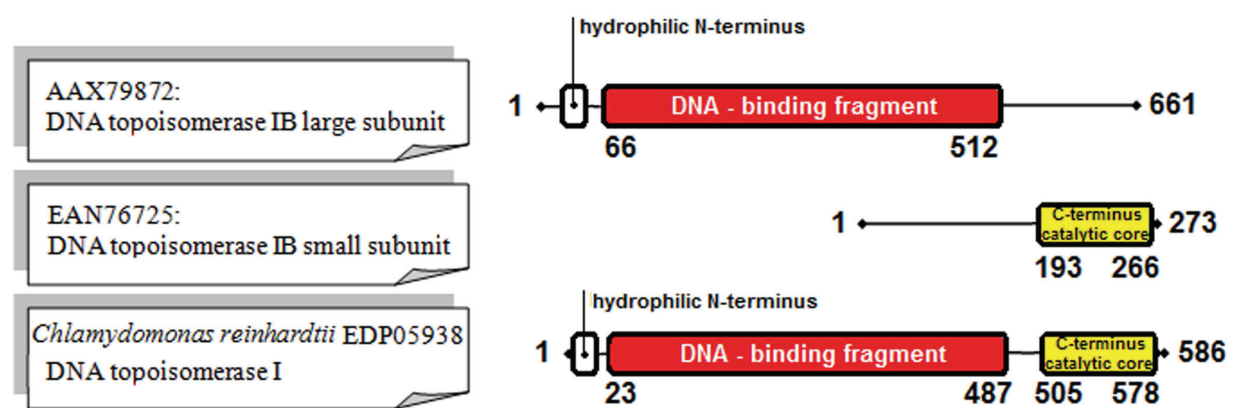 hydrophilic N-terminus
AAX79872:
DNA topoisomerase IB large subunit
1
DNA - binding fragment
661
66
512
EAN76725:
DNA topoisomerase IB small subunit
1
C-terminus
catalytic core
273
193
266
hydrophilic N-terminus
Chlamydomonas reinhardtii EDP05938
DNA topoisomerase I
1
DNA - binding fragment
C-terminus
catalytic core
586
23
487
505
578